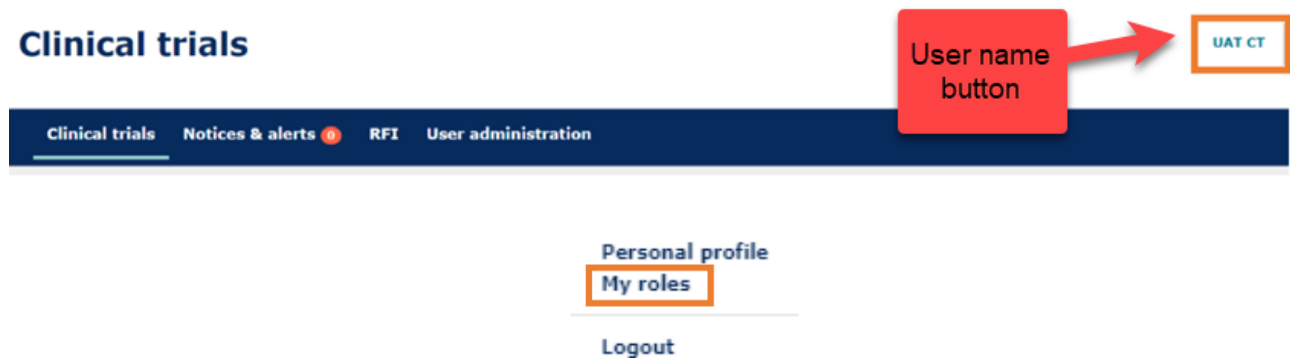 Clinical trials
User name
button
UAT CT
Clinical trials Notices & alerts 0 RFI User administration
Personal profile
My roles
Logout